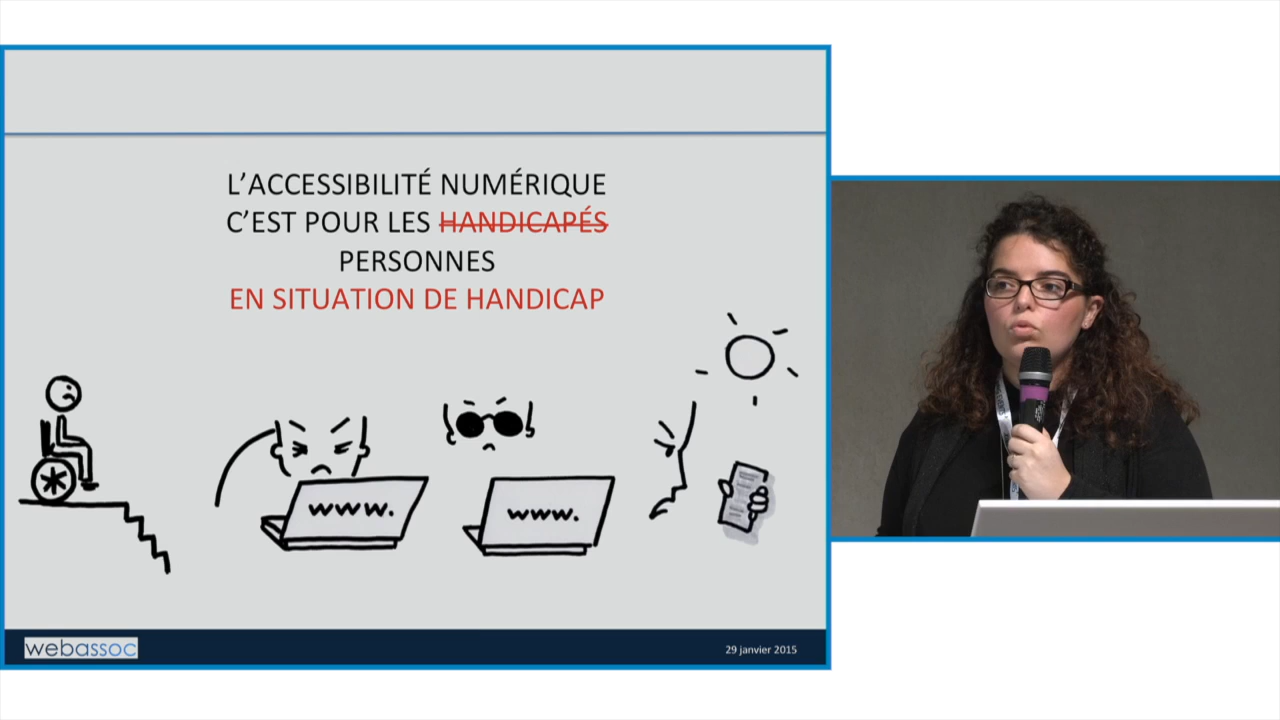 L’ACCESSIBILITÉ NUMÉRIQUE
C’EST POUR LES HANDICAPÉS
PERSONNES
EN SITUATION DE HANDICAP
www.
www.
webassoc
29 janvier 2015